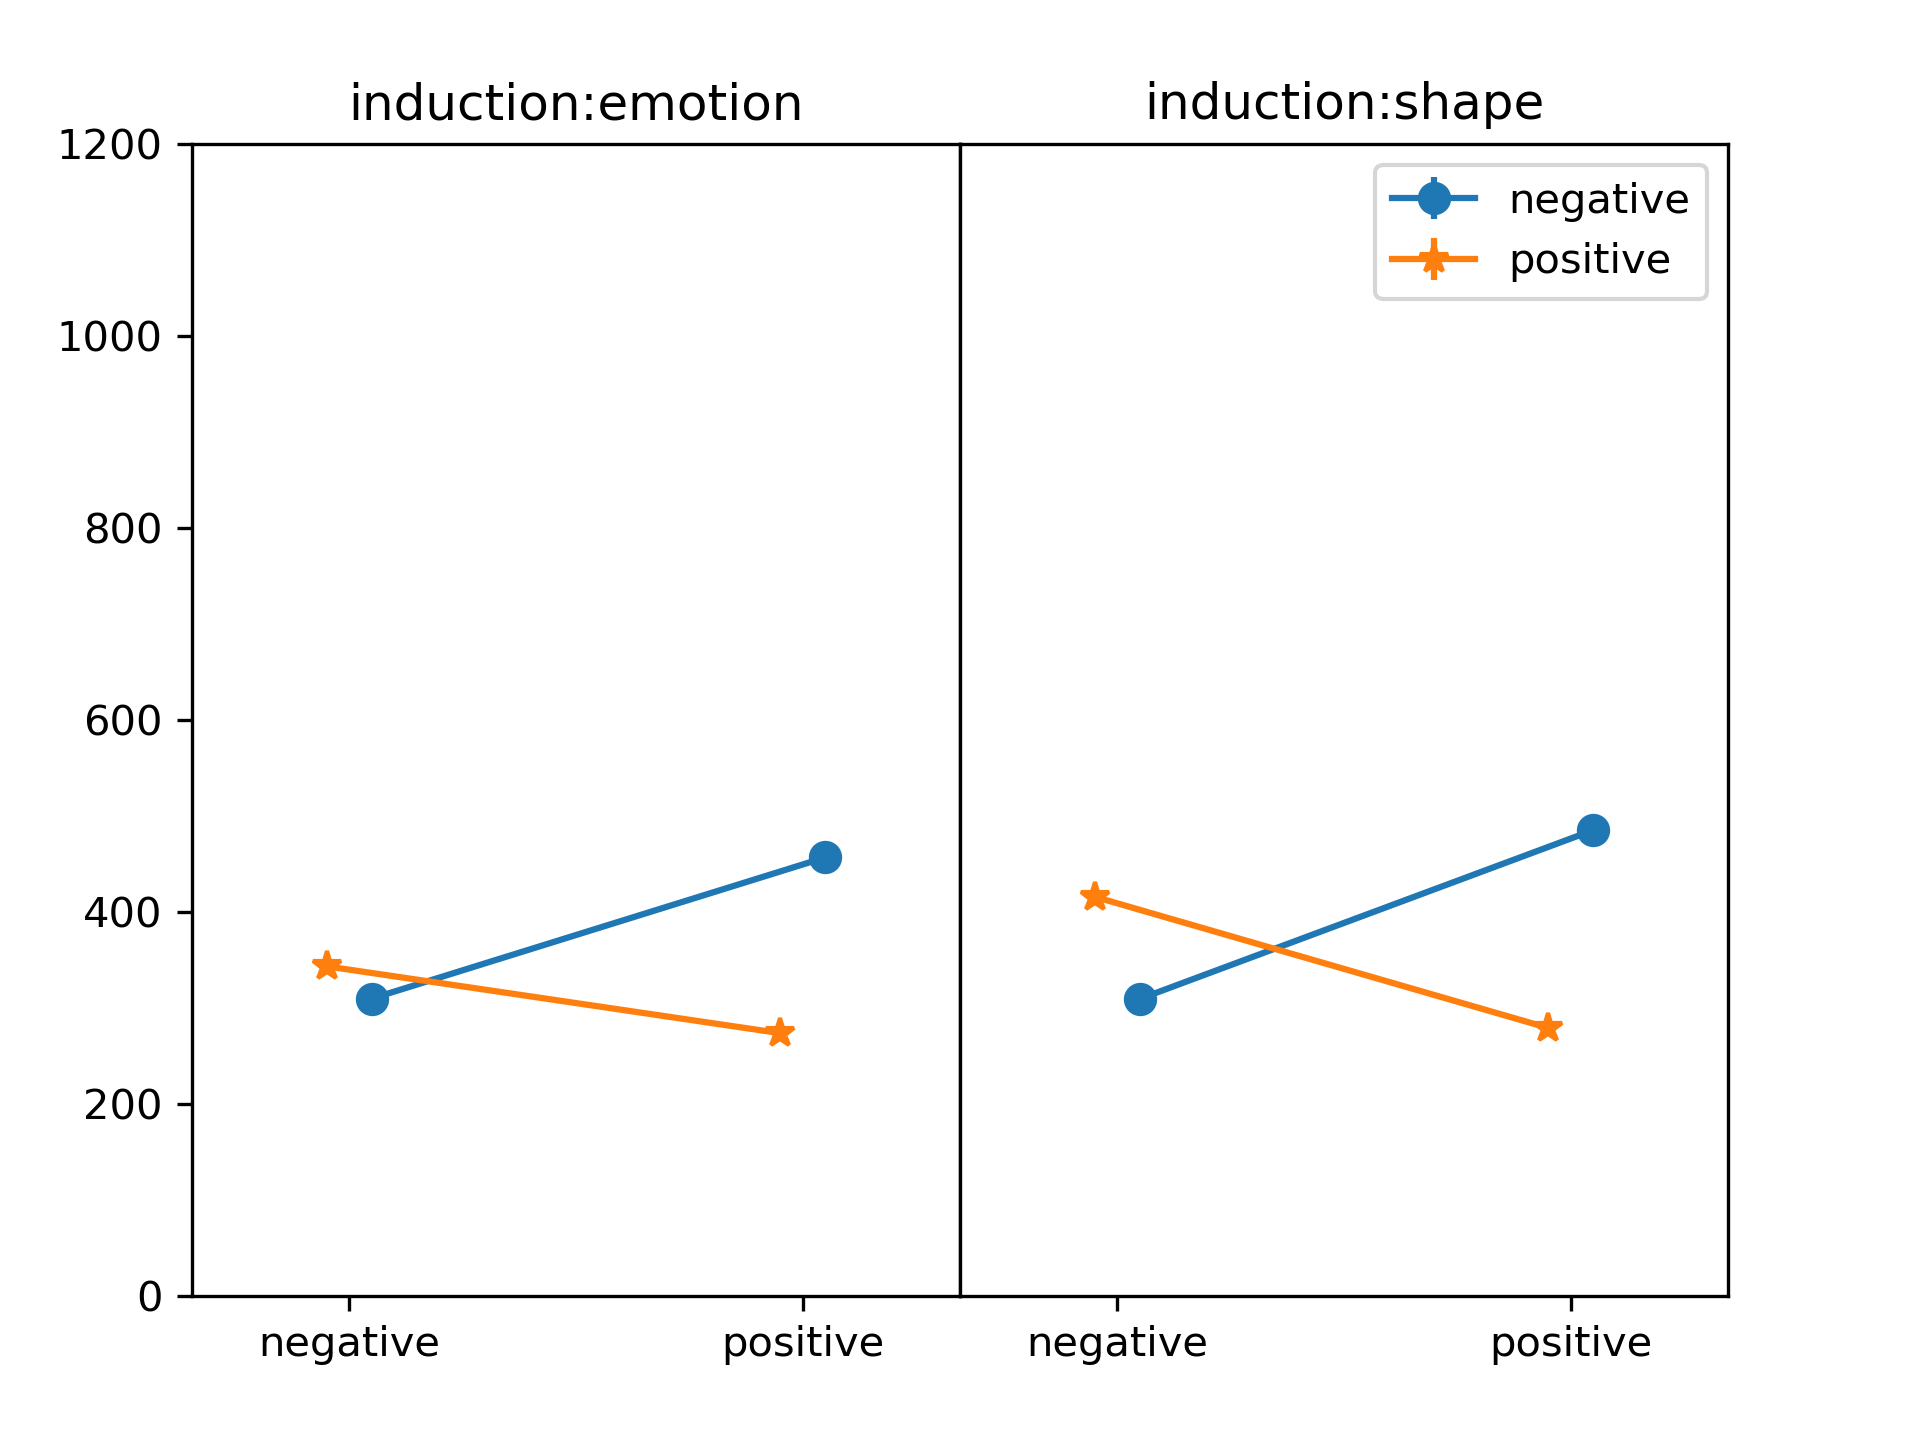 induction:emotion
induction:shape
1200
1000
800
600
400
200
0
negative
positive
negative
positive
negative
positive